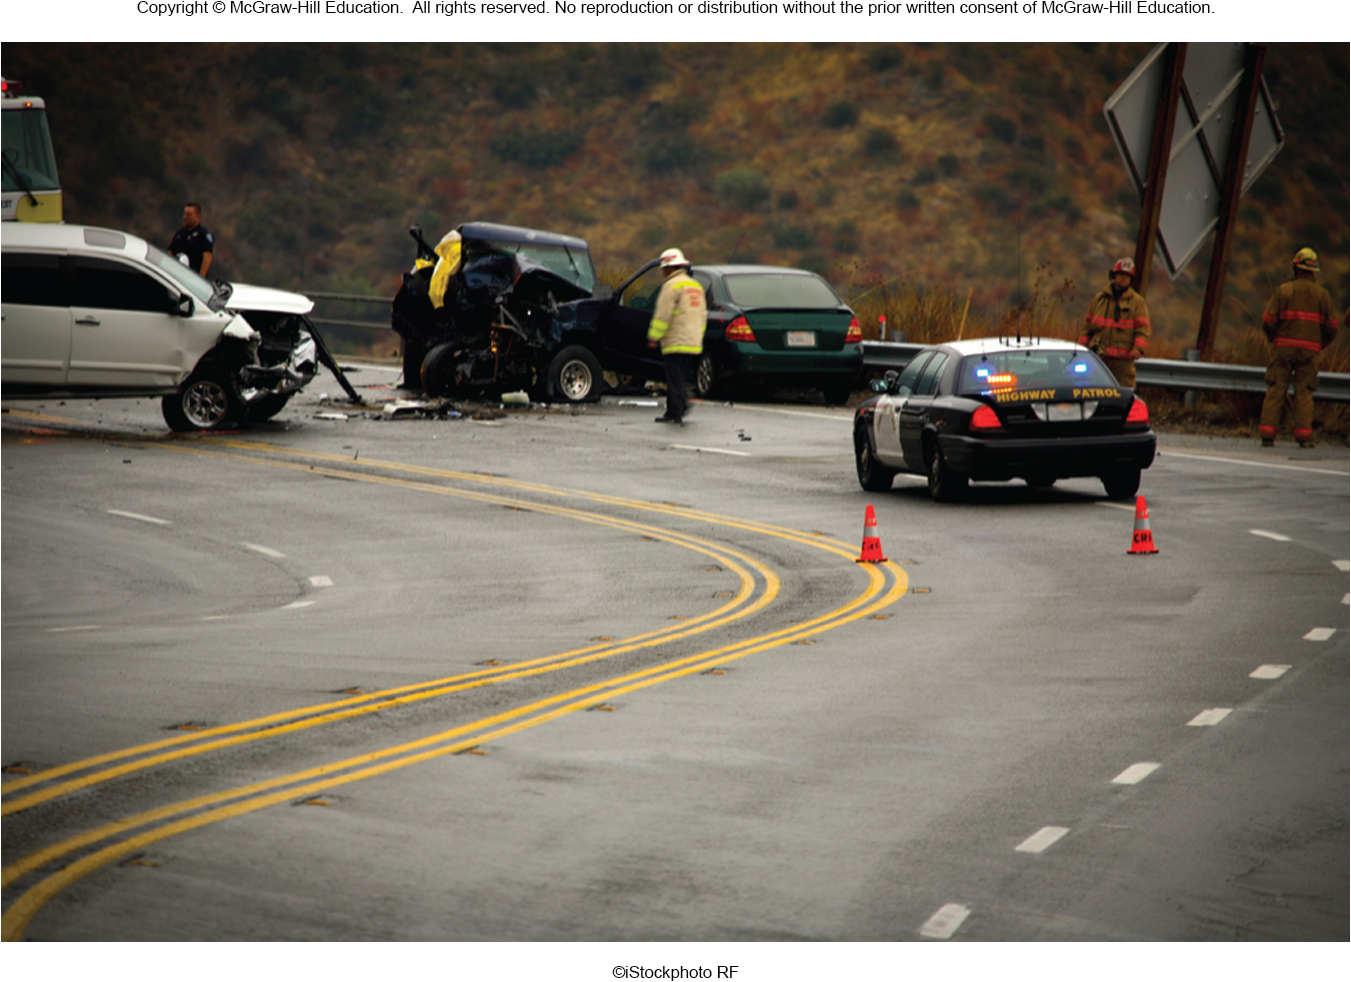 Copyright © McGraw-Hill Education.  All rights reserved. No reproduction or distribution without the prior written consent of McGraw-Hill Education.
HIGHWAY PATROL
©iStockphoto RF